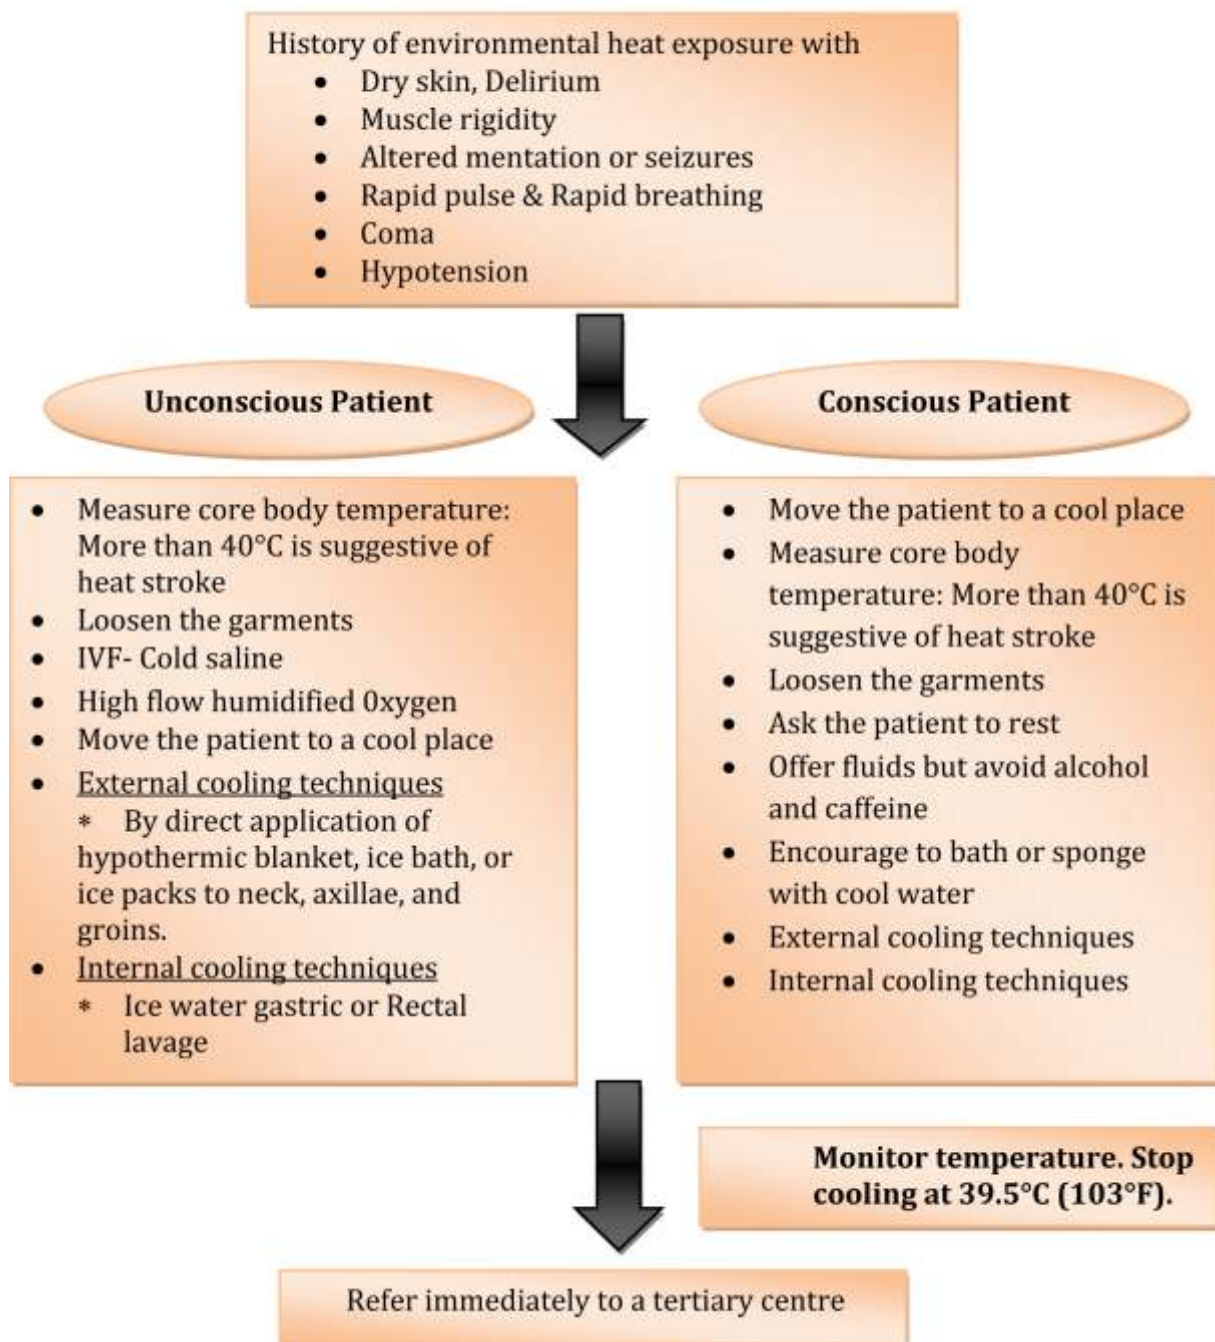 History of environmental heat exposure with
• Dry skin, Delirium
• Muscle rigidity
• Altered mentation or seizures
• Rapid pulse & Rapid breathing
• Coma
• Hypotension
Unconscious Patient
• Measure core body temperature:
More than 40°C is suggestive of
heat stroke
• Loosen the garments
• IVF- Cold saline
• High flow humidified 0xygen
• Move the patient to a cool place
• External cooling techniques
* By direct application of
hypothermic blanket, ice bath, or
ice packs to neck, axillae, and
groins.
• Internal cooling techniques
* Ice water gastric or Rectal
lavage
Conscious Patient
• Move the patient to a cool place
• Measure core body
temperature: More than 40°C is
suggestive of heat stroke
• Loosen the garments
• Ask the patient to rest
• Offer fluids but avoid alcohol
and caffeine
• Encourage to bath or sponge
with cool water
• External cooling techniques
• Internal cooling techniques
Monitor temperature. Stop
cooling at 39.5°C (103°F).
Refer immediately to a tertiary centre